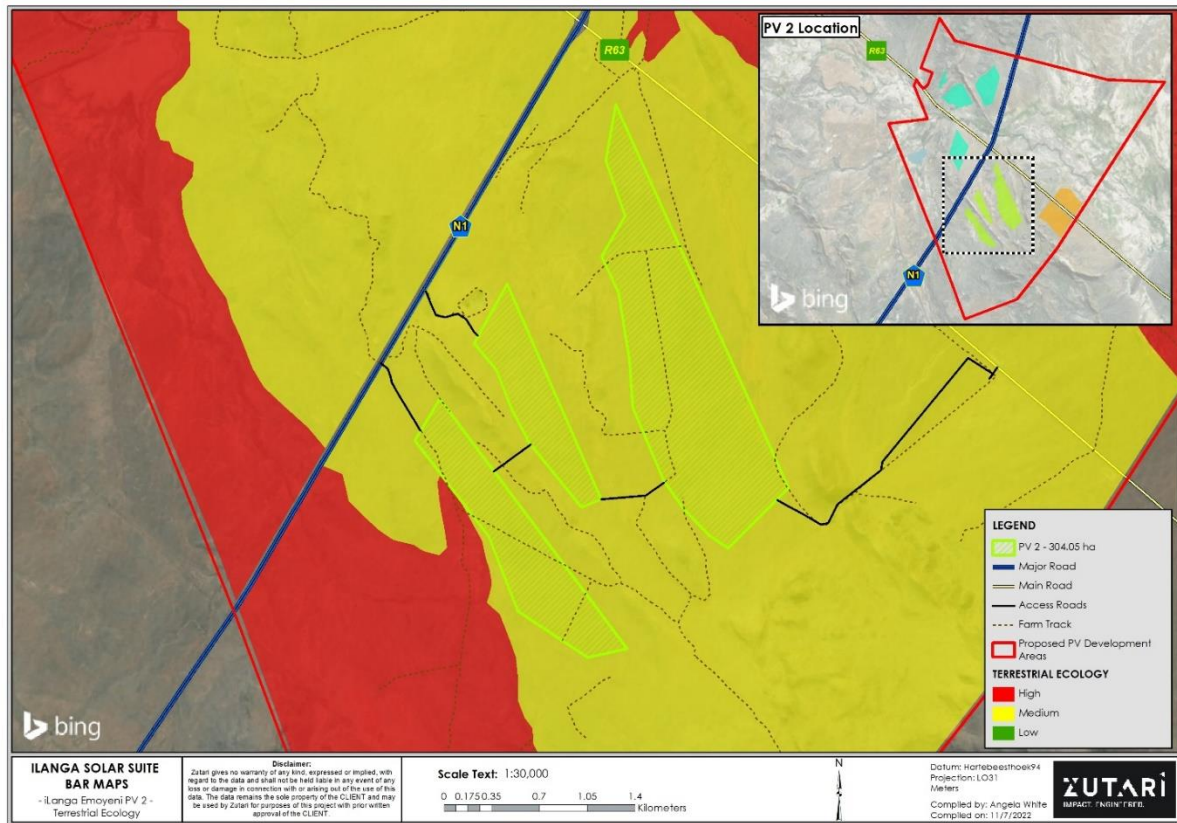 PV 2 Location
R63
N1
bing
R63
N1
bing
LEGEND
PV 2 - 304.05 ha
Major Road
Main Road
Access Roads
Farm Track
Proposed PV Development
Areas
TERRESTRIAL ECOLOGY
High
Medium
Low
ILANGA SOLAR SUITE
BAR MAPS
- iLanga Emoyeni PV 2 -
Terrestrial Ecology
Disclaimer:
Zutari gives no warranty of any kind, expressed or implied, with
regard to the data and shall not be held liable in any event of any
loss or damage in connection with or arising out of the use of this
data. The data remains the sole property of the CLIENT and may
be used by Zutari for purposes of this project with prior written
approval of the CLIENT.
Scale Text: 1:30,000
0 0.175 0.35 0.7 1.05 1.4
Kilometers
N
Datum: Hartebeesthoek94
Projection: LO31
Meters
Compiled by: Angela White
Compiled on: 11/7/2022
ZUTARI
IMPACT. ENGINEERED.